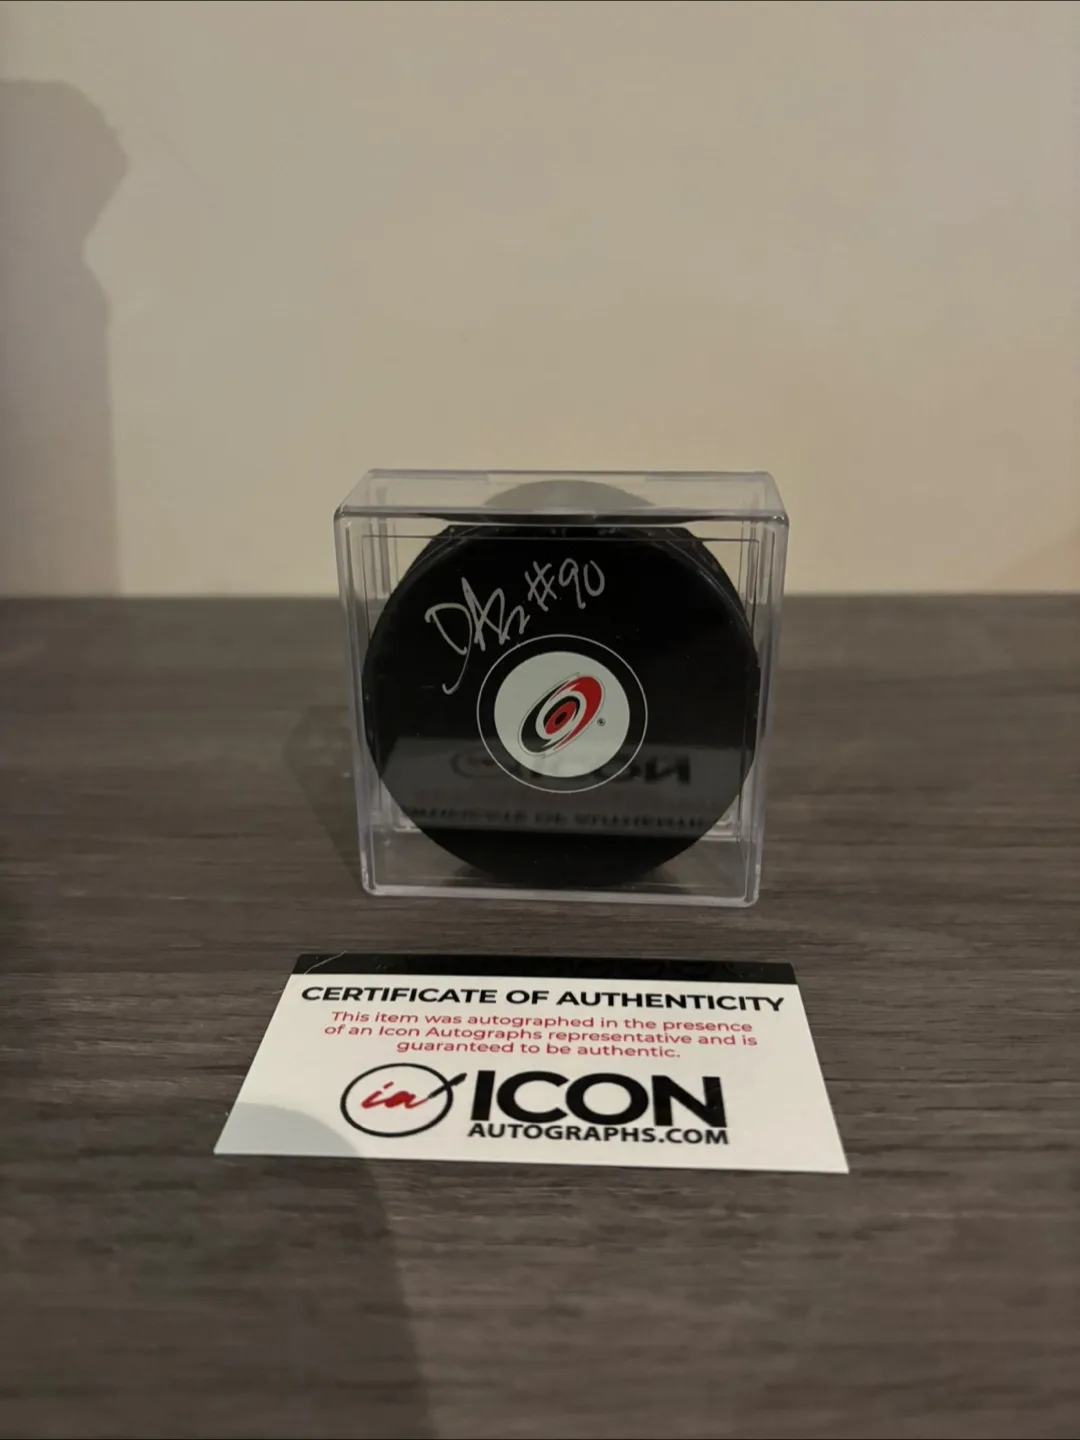 #90
CERTIFICATE OF AUTHENTICITY
This item was autographed in the presence
of an Icon Autographs representative and is
guaranteed to be authentic.
ia ICON
AUTOGRAPHS.COM